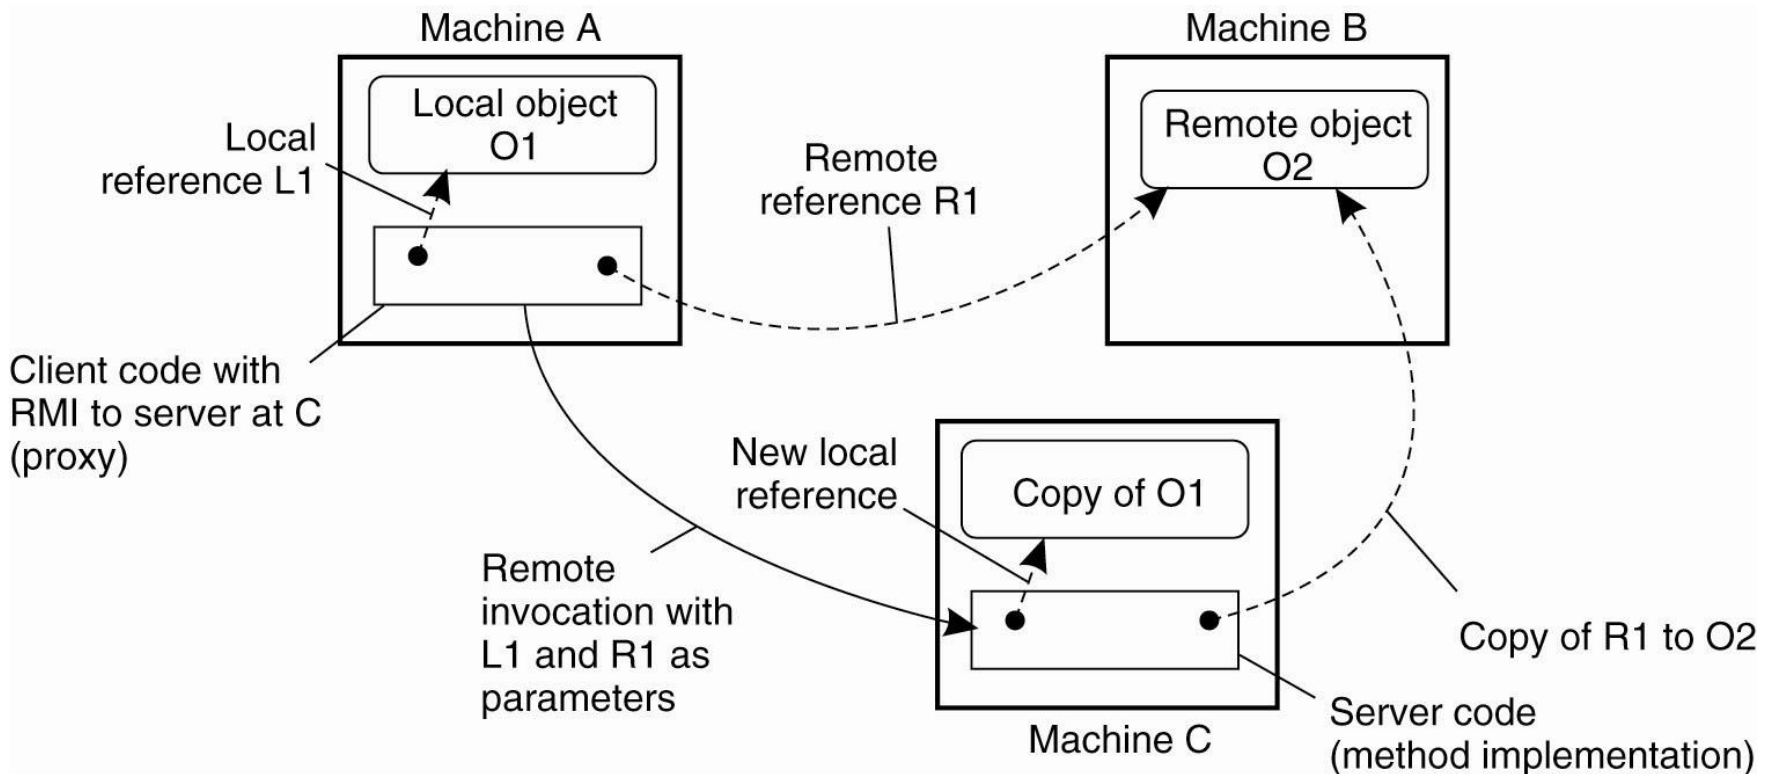 Machine A
Machine B
Local object
O1
Local
reference L1
Remote
reference R1
Remote object
O2
Client code with
RMI to server at C
(proxy)
New local
reference
Copy of O1
Remote
invocation with
L1 and R1 as
parameters
Copy of R1 to O2
Machine C
Server code
(method implementation)